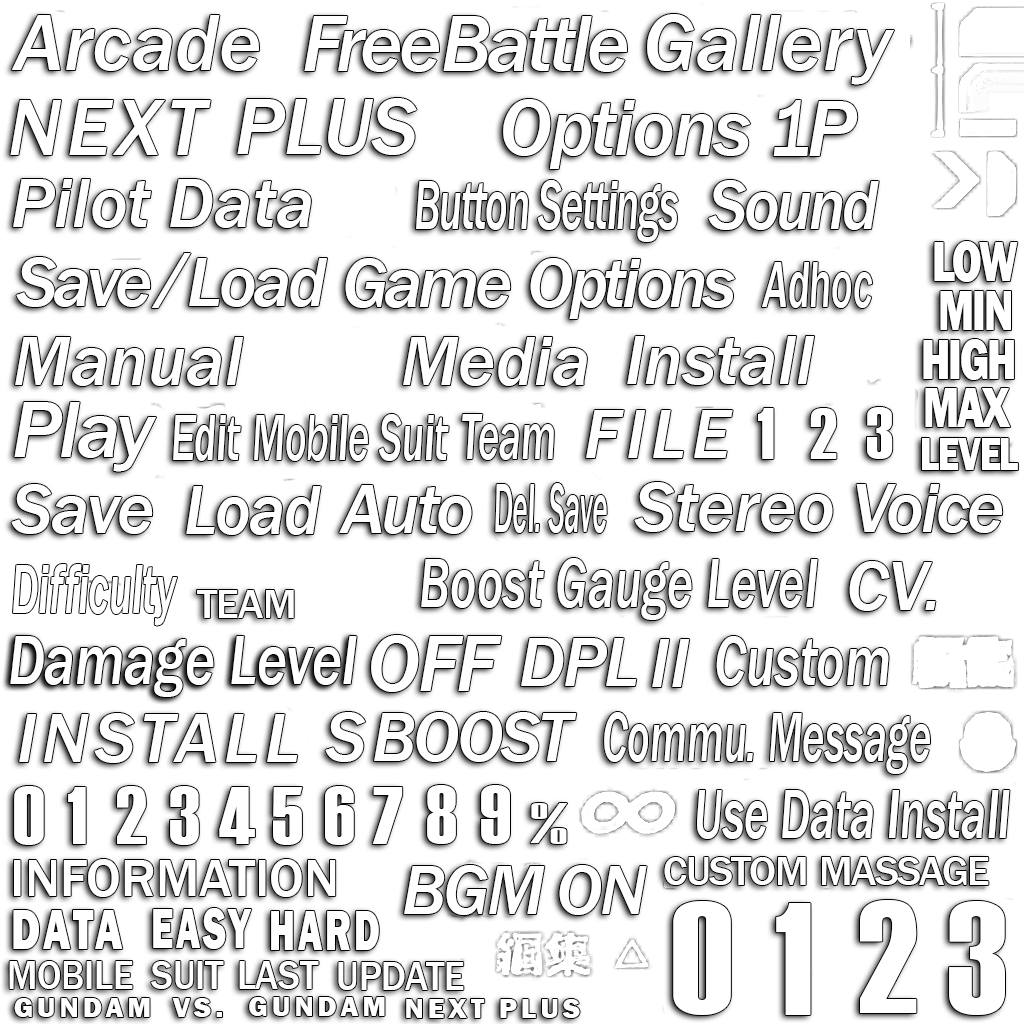 Arcade FreeBattle Gallery
NEXT PLUS Options 1P
Pilot Data Button Settings Sound
Save/Load Game Options Adhoc
LOW
MIN
HIGH
MAX
LEVEL
Manual Media Install
Play Edit Mobile Suit Team FILE 1 2 3
Save Load Auto Del. Save Stereo Voice
Difficulty TEAM Boost Gauge Level CV.
Damage Level OFF DPL II Custom
INSTALL S BOOST Commu. Message
0 1 2 3 4 5 6 7 8 9 % ∞ Use Data Install
INFORMATION BGM ON CUSTOM MASSAGE
DATA EASY HARD 編集 △ 0 1 2 3
MOBILE SUIT LAST UPDATE
GUNDAM VS. GUNDAM NEXT PLUS